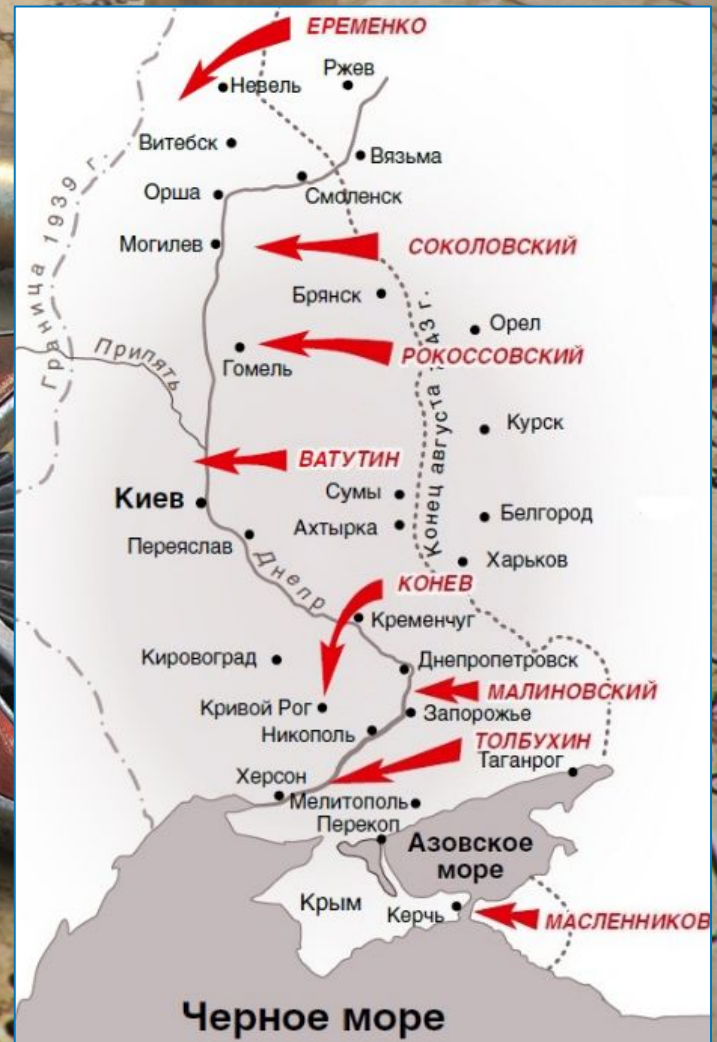 ЕРЕМЕНКО
Ржев
Невель
Витебск
Вязьма
Смоленск
Орша
Граница 1939 г.
Могилев
СОКОЛОВСКИЙ
Брянск
Конец августа 1943 г.
Орел
Припять
РОКОССОВСКИЙ
Гомель
Курск
ВАТУТИН
Сумы
Киев
Белгород
Ахтырка
Переяслав
Харьков
Днепр
КОНЕВ
Кременчуг
Кировоград
Днепропетровск
МАЛИНОВСКИЙ
Кривой Рог
Запорожье
Никополь
ТОЛБУХИН
Таганрог
Херсон
Мелитополь
Перекоп
Азовское
море
Крым
Керчь
МАСЛЕННИКОВ
Черное море